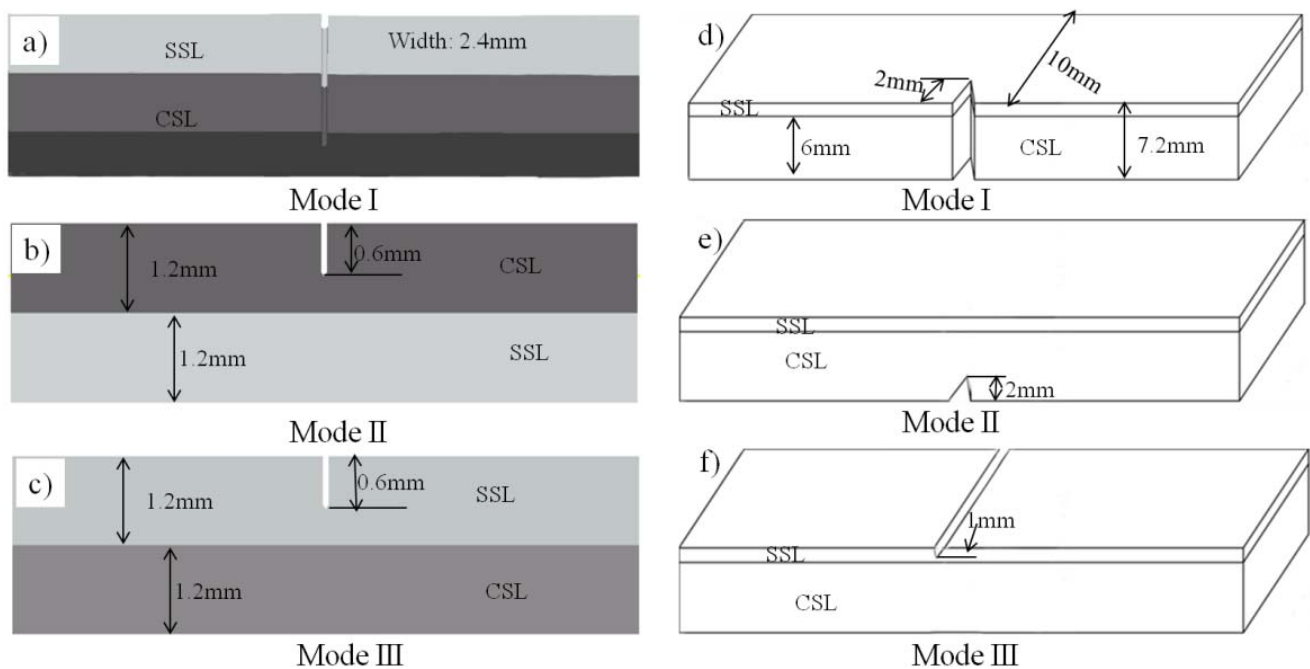 a)
SSL
Width: 2.4mm
CSL
Mode I
b)
1.2mm
0.6mm
CSL
1.2mm
SSL
Mode II
c)
1.2mm
0.6mm
SSL
1.2mm
CSL
Mode III
d)
10mm
2mm
SSL
6mm
CSL
7.2mm
Mode I
e)
SSL
CSL
2mm
Mode II
f)
1mm
SSL
CSL
Mode III